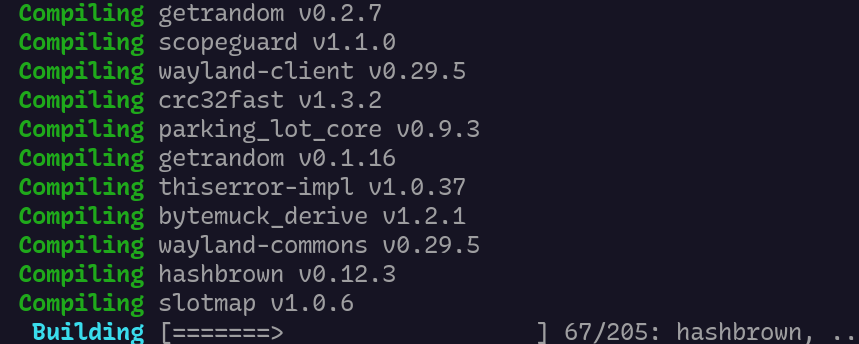 Compiling getrandom v0.2.7
Compiling scopeguard v1.1.0
Compiling wayland-client v0.29.5
Compiling crc32fast v1.3.2
Compiling parking_lot_core v0.9.3
Compiling getrandom v0.1.16
Compiling thiserror-impl v1.0.37
Compiling bytemuck_derive v1.2.1
Compiling wayland-commons v0.29.5
Compiling hashbrown v0.12.3
Compiling slotmap v1.0.6
Building [=======>                  ] 67/205: hashbrown, ..